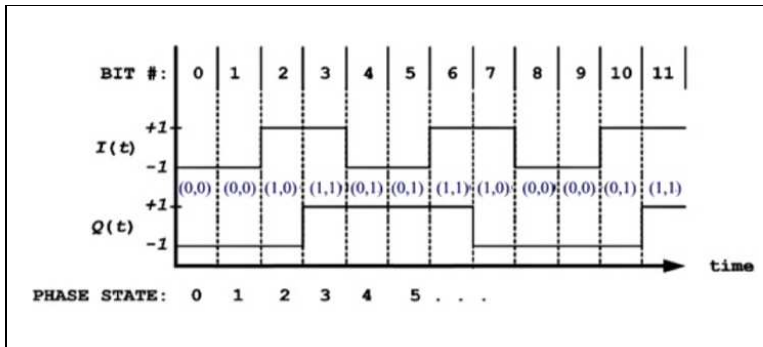 BIT #: 0 1 2 3 4 5 6 7 8 9 10 11
+1
I(t)
-1
(0,0) (0,0) (1,0) (1,1) (0,1) (0,1) (1,1) (1,0) (0,0) (0,0) (0,1) (1,1)
+1
Q(t)
-1
time
PHASE STATE: 0 1 2 3 4 5 . . .